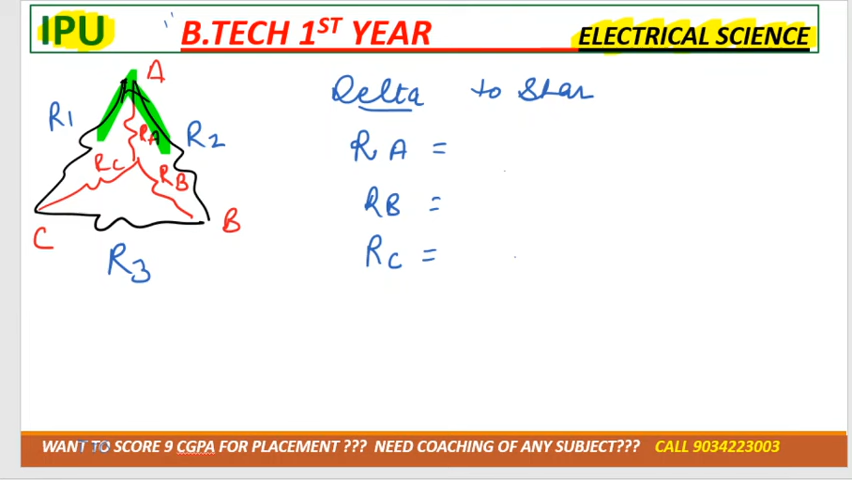 IPU
B.TECH 1ST YEAR
ELECTRICAL SCIENCE
A
R1
RA
R2
RC
RB
C
B
R3
Delta to Star
RA =
RB =
RC =
WANT TO SCORE 9 CGPA FOR PLACEMENT ??? NEED COACHING OF ANY SUBJECT??? CALL 9034223003